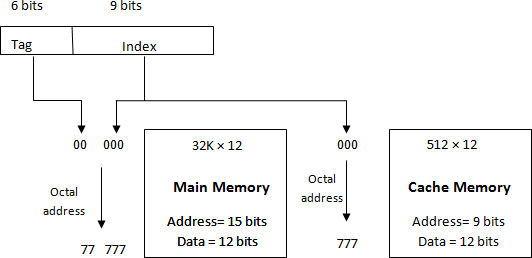 6 bits 9 bits
Tag Index
00 000 000
32K × 12 512 × 12
Octal address Octal address
Main Memory Cache Memory
Address= 15 bits Address= 9 bits
Data = 12 bits Data = 12 bits
77 777 777